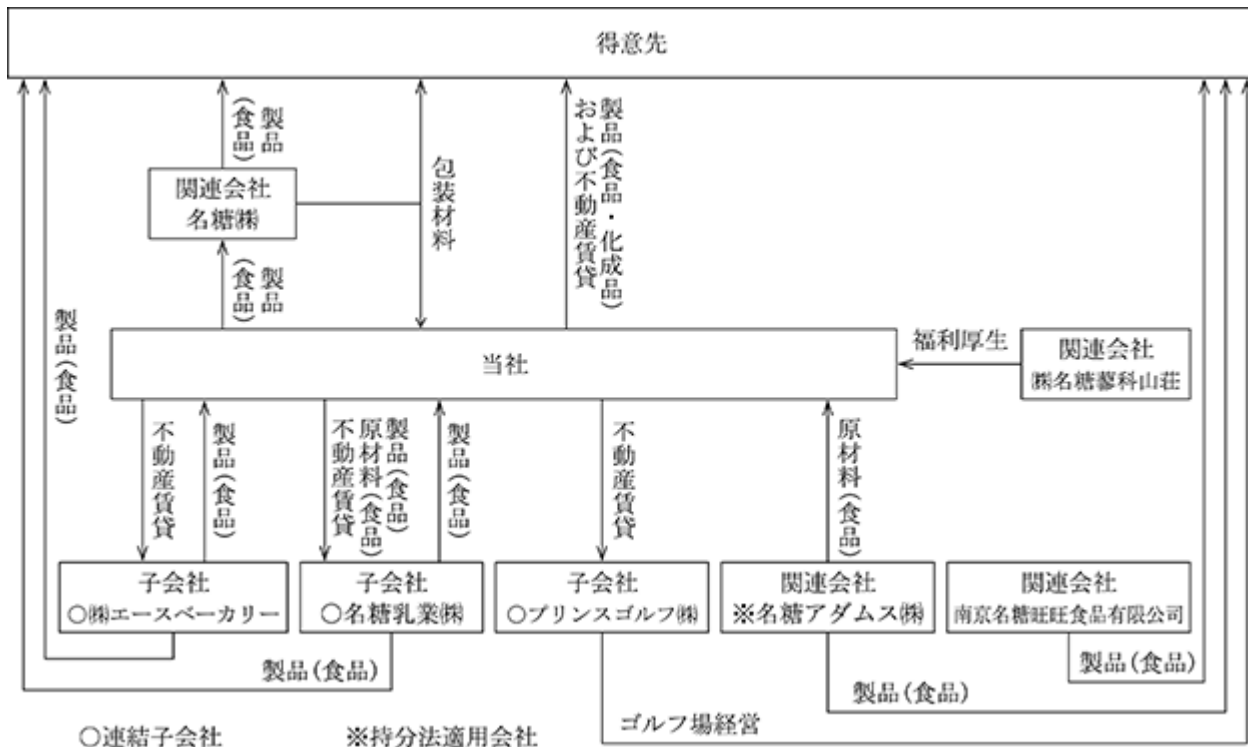 得意先
製品
(食品)
関連会社
名糖㈱
製品
(食品)
包装材料
製品(食品・化成品)
および不動産賃貸
製品(食品)
当社
福利厚生
関連会社
㈱名糖蓼科山荘
不動産賃貸
製品(食品)
製品(食品)
原材料(食品)
不動産賃貸
製品(食品)
不動産賃貸
原材料(食品)
子会社
○㈱エースベーカリー
子会社
○名糖乳業㈱
子会社
○プリンスゴルフ㈱
関連会社
※名糖アダムス㈱
関連会社
南京名糖旺旺食品有限公司
製品(食品)
製品(食品)
製品(食品)
ゴルフ場経営
○連結子会社
※持分法適用会社